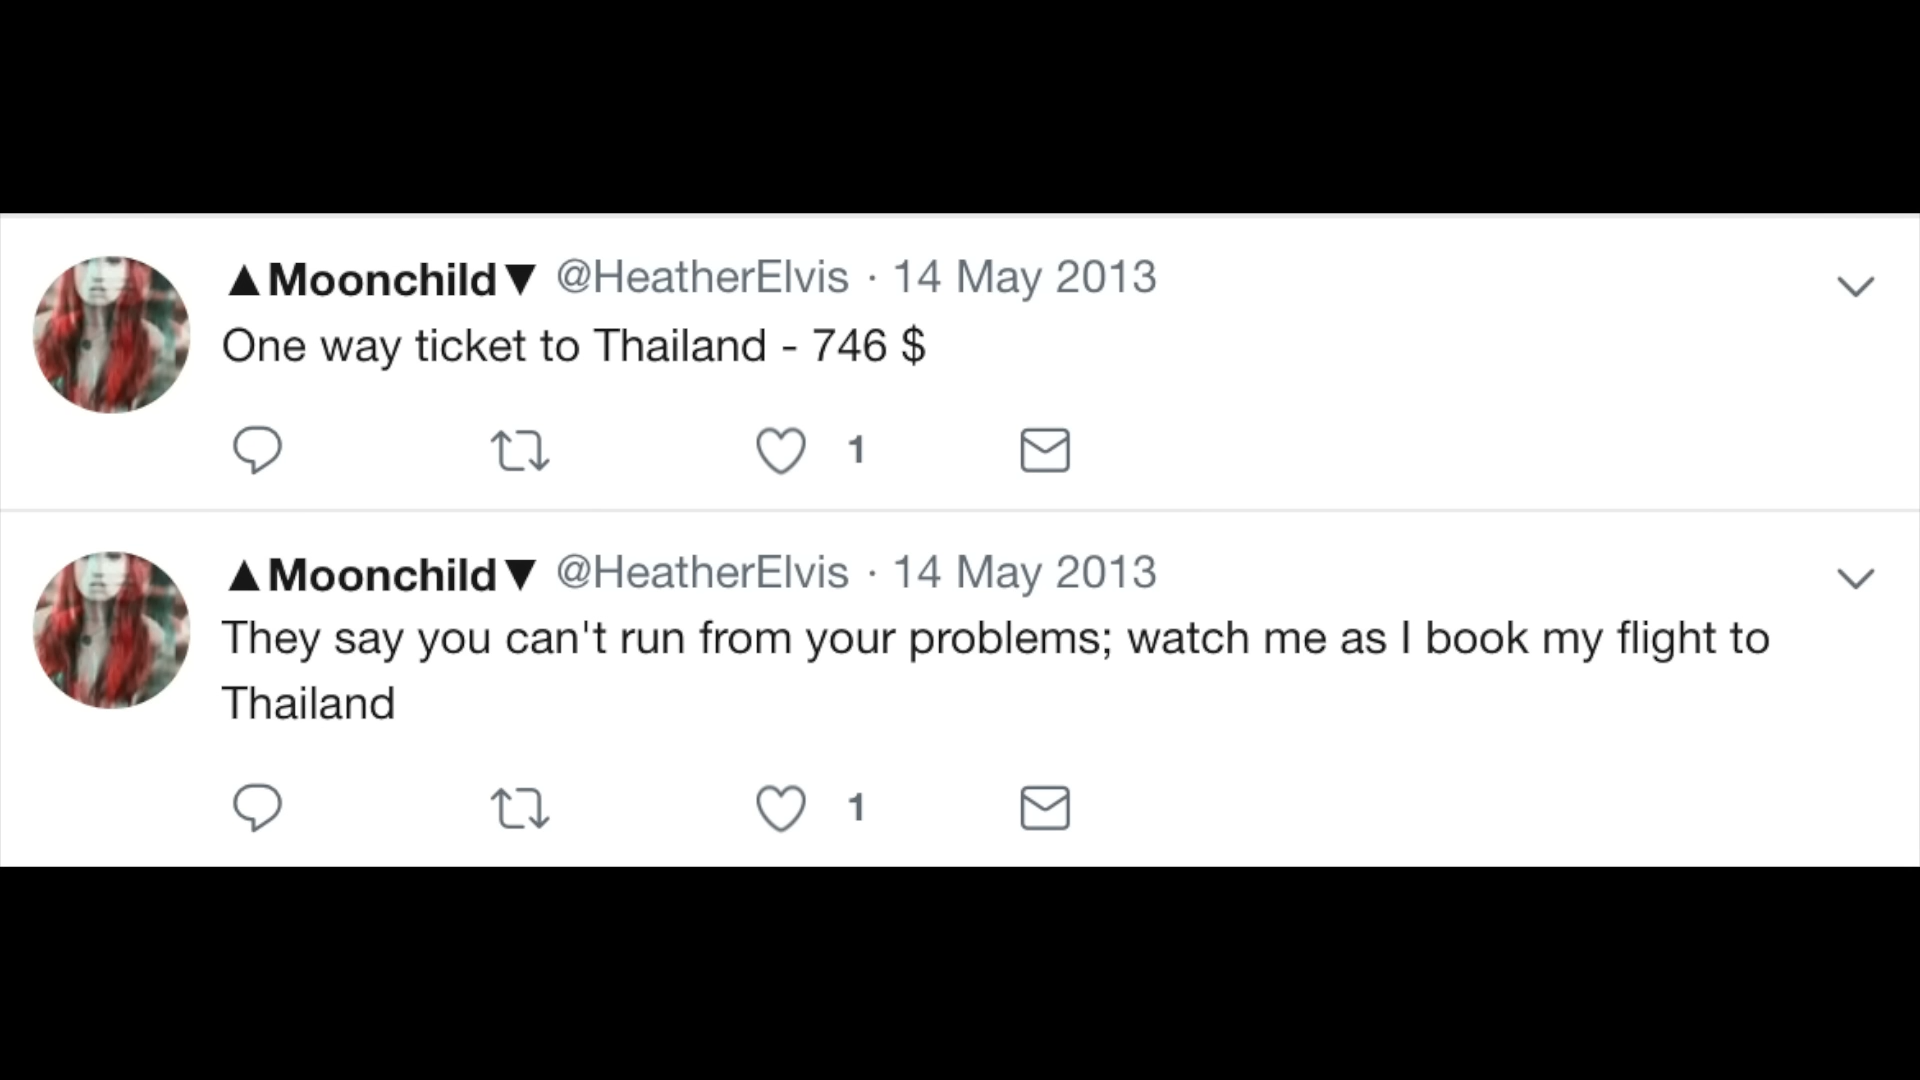 ▲Moonchild▼ @HeatherElvis · 14 May 2013
One way ticket to Thailand - 746 $
1
▲Moonchild▼ @HeatherElvis · 14 May 2013
They say you can't run from your problems; watch me as I book my flight to
Thailand
1